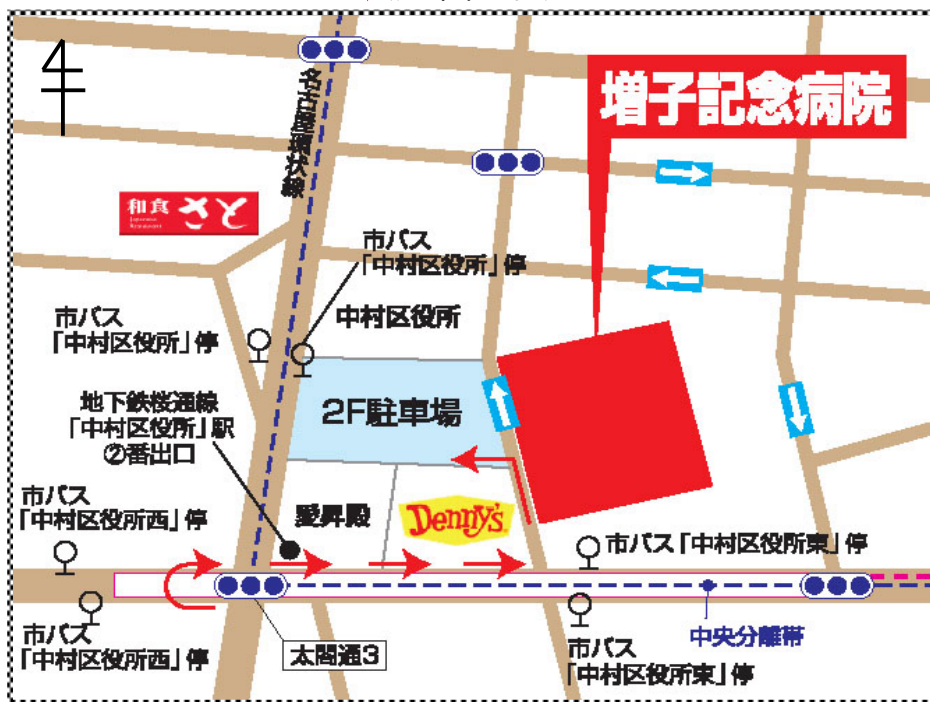 増子記念病院
名古屋環状線
和食 さと
Japanese
Restaurant
市バス
「中村区役所」停
中村区役所
市バス
「中村区役所」停
2F駐車場
地下鉄桜通線
「中村区役所」駅
②番出口
愛昇殿
Denny's
市バス
「中村区役所西」停
市バス「中村区役所東」停
市バス
「中村区役所西」停
太閤通3
中央分離帯
市バス
「中村区役所東」停